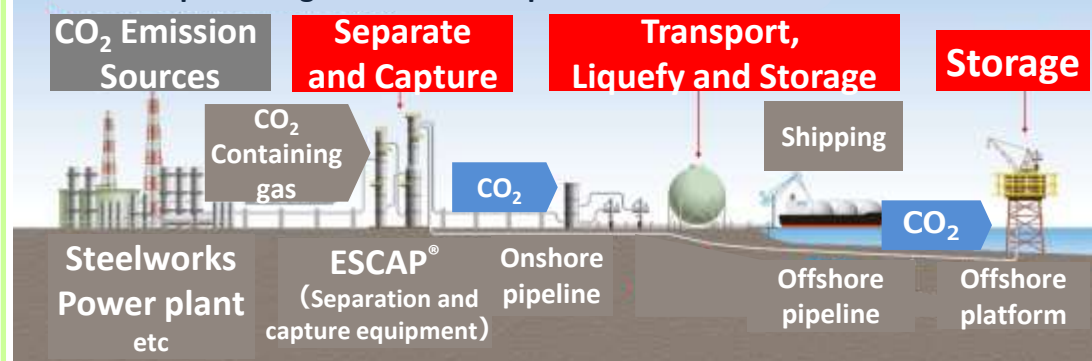 CO₂ Emission
Sources
Separate
and Capture
Transport,
Liquefy and Storage
Storage
CO₂
Containing
gas
CO₂
Shipping
CO₂
Steelworks
Power plant
etc
ESCAP®
(Separation and
capture equipment)
Onshore
pipeline
Offshore
pipeline
Offshore
platform